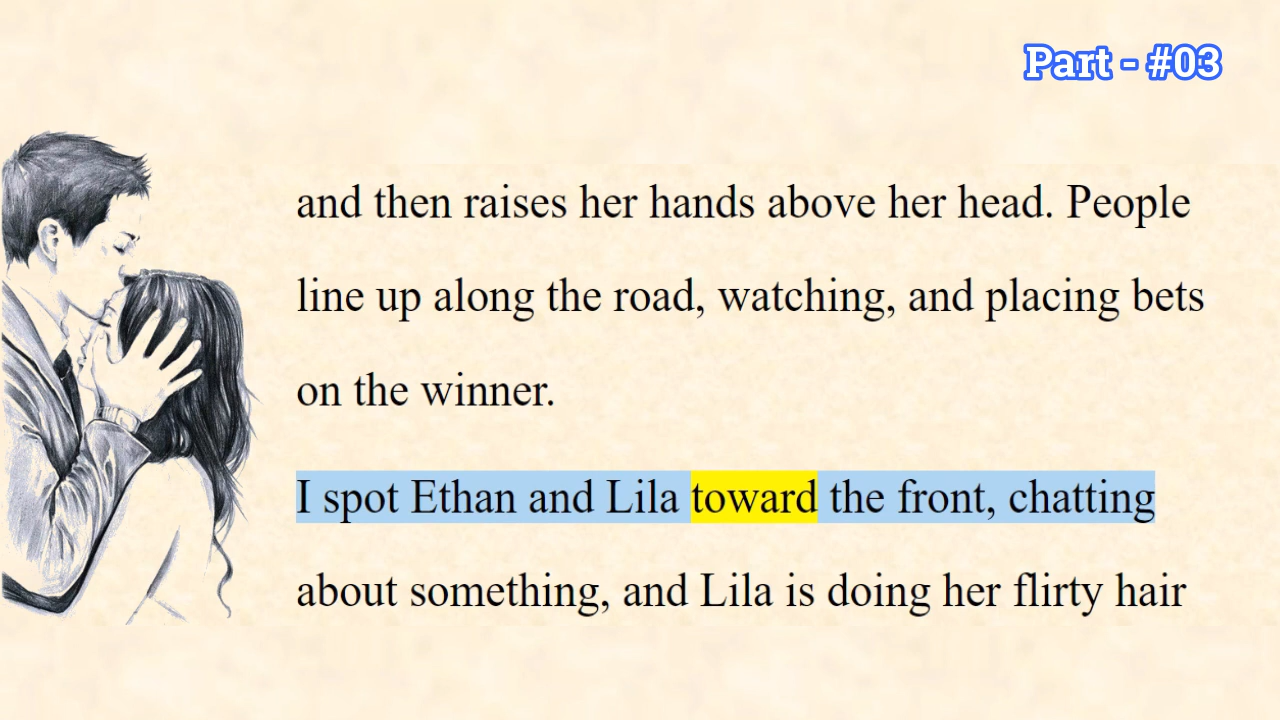 Part - #03
and then raises her hands above her head. People
line up along the road, watching, and placing bets
on the winner.
I spot Ethan and Lila toward the front, chatting
about something, and Lila is doing her flirty hair